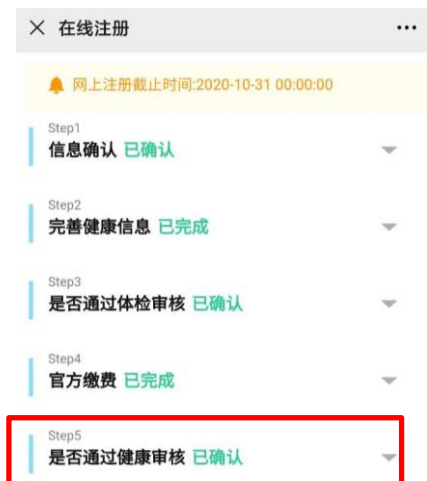 在线注册
网上注册截止时间:2020-10-31 00:00:00
Step1
信息确认 已确认
Step2
完善健康信息 已完成
Step3
是否通过体检审核 已确认
Step4
官方缴费 已完成
Step5
是否通过健康审核 已确认